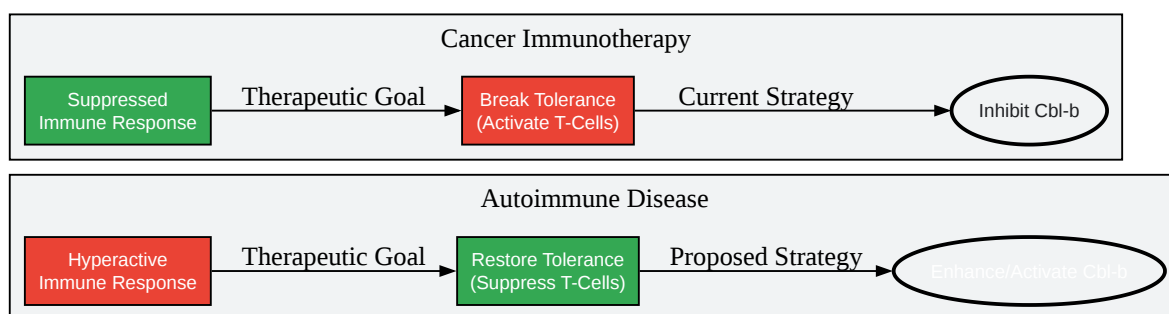 Cancer Immunotherapy
Suppressed
Immune Response
Therapeutic Goal
Break Tolerance
(Activate T-Cells)
Current Strategy
Inhibit Cbl-b
Autoimmune Disease
Hyperactive
Immune Response
Therapeutic Goal
Restore Tolerance
(Suppress T-Cells)
Proposed Strategy
Enhance/Activate Cbl-b